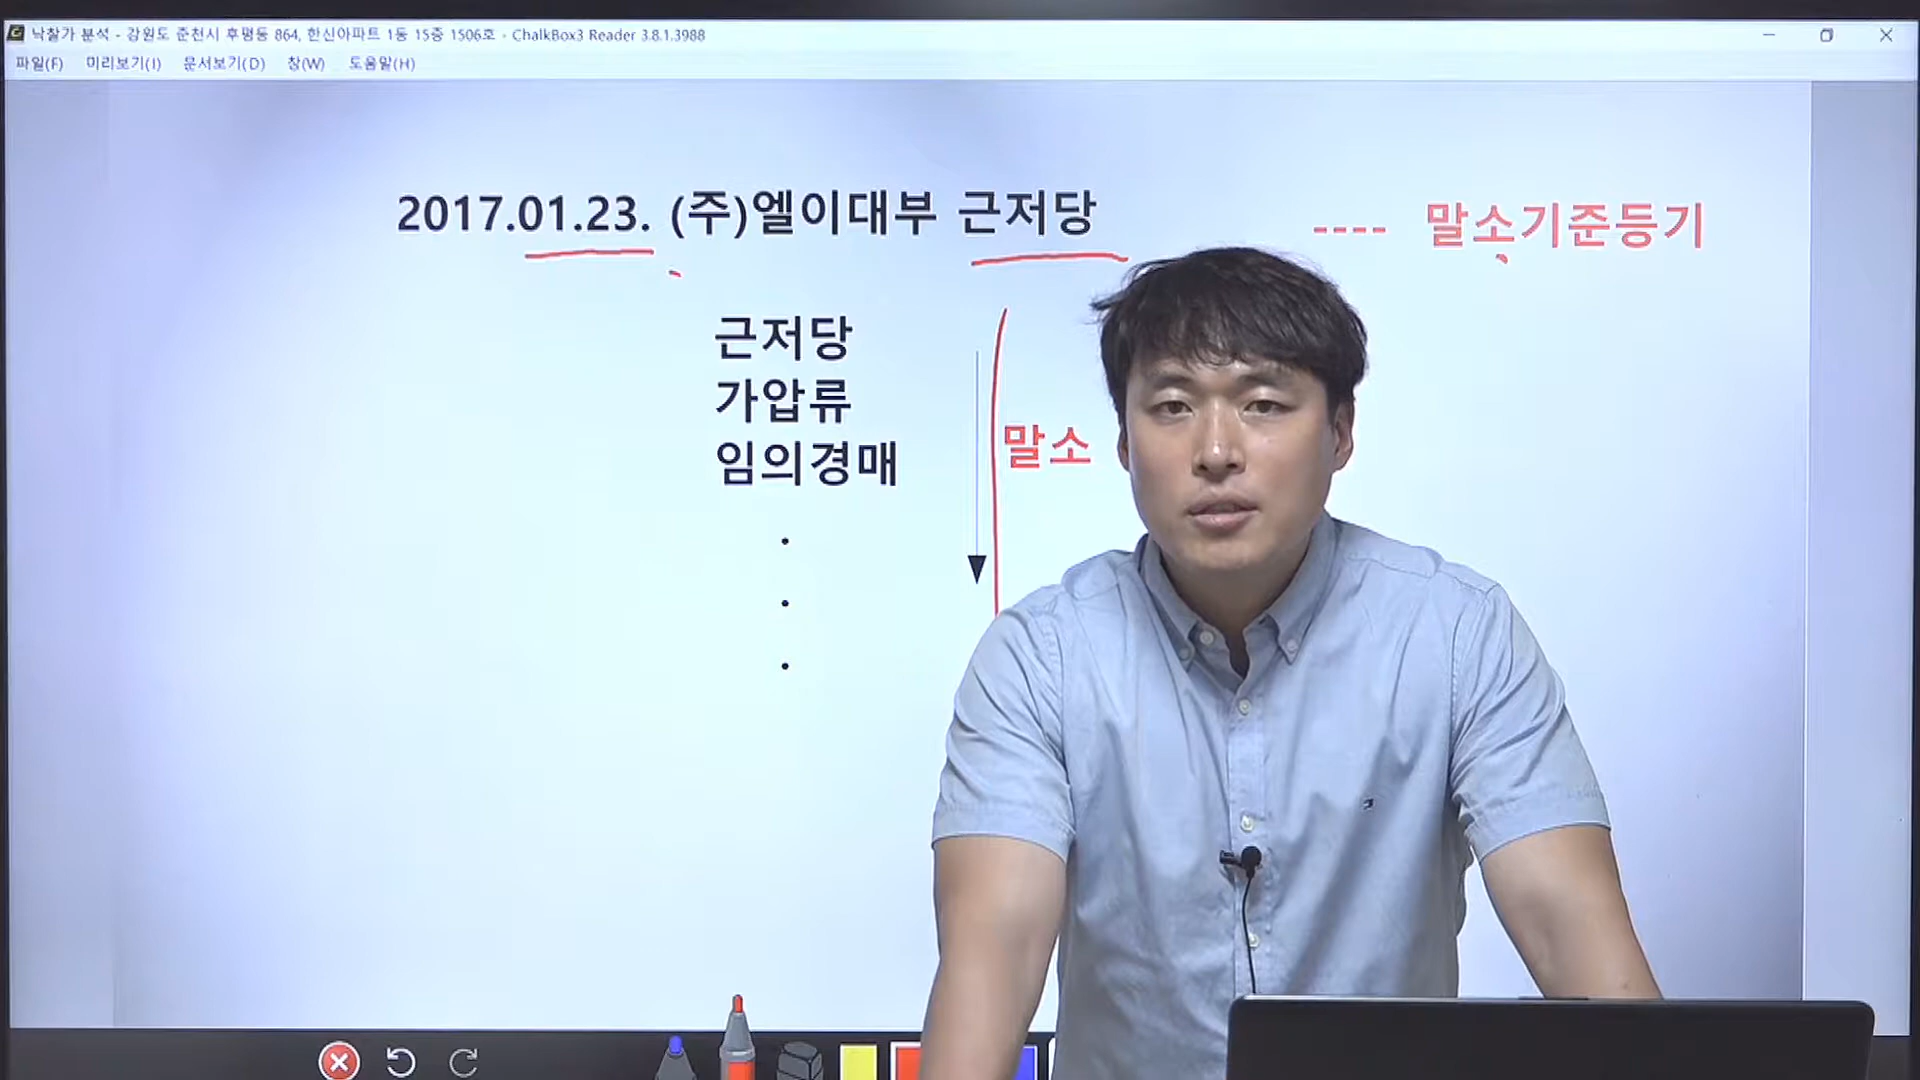 낙찰가 분석 - 강원도 춘천시 후평동 864, 한신아파트 1동 15층 1506호 - ChalkBox3 Reader 3.8.1.3988
파일(F) 미리보기(I) 문서보기(D) 창(W) 도움말(H)
2017.01.23. (주)엘이대부 근저당 ---- 말소기준등기
근저당
가압류
임의경매
말소
.
.
.